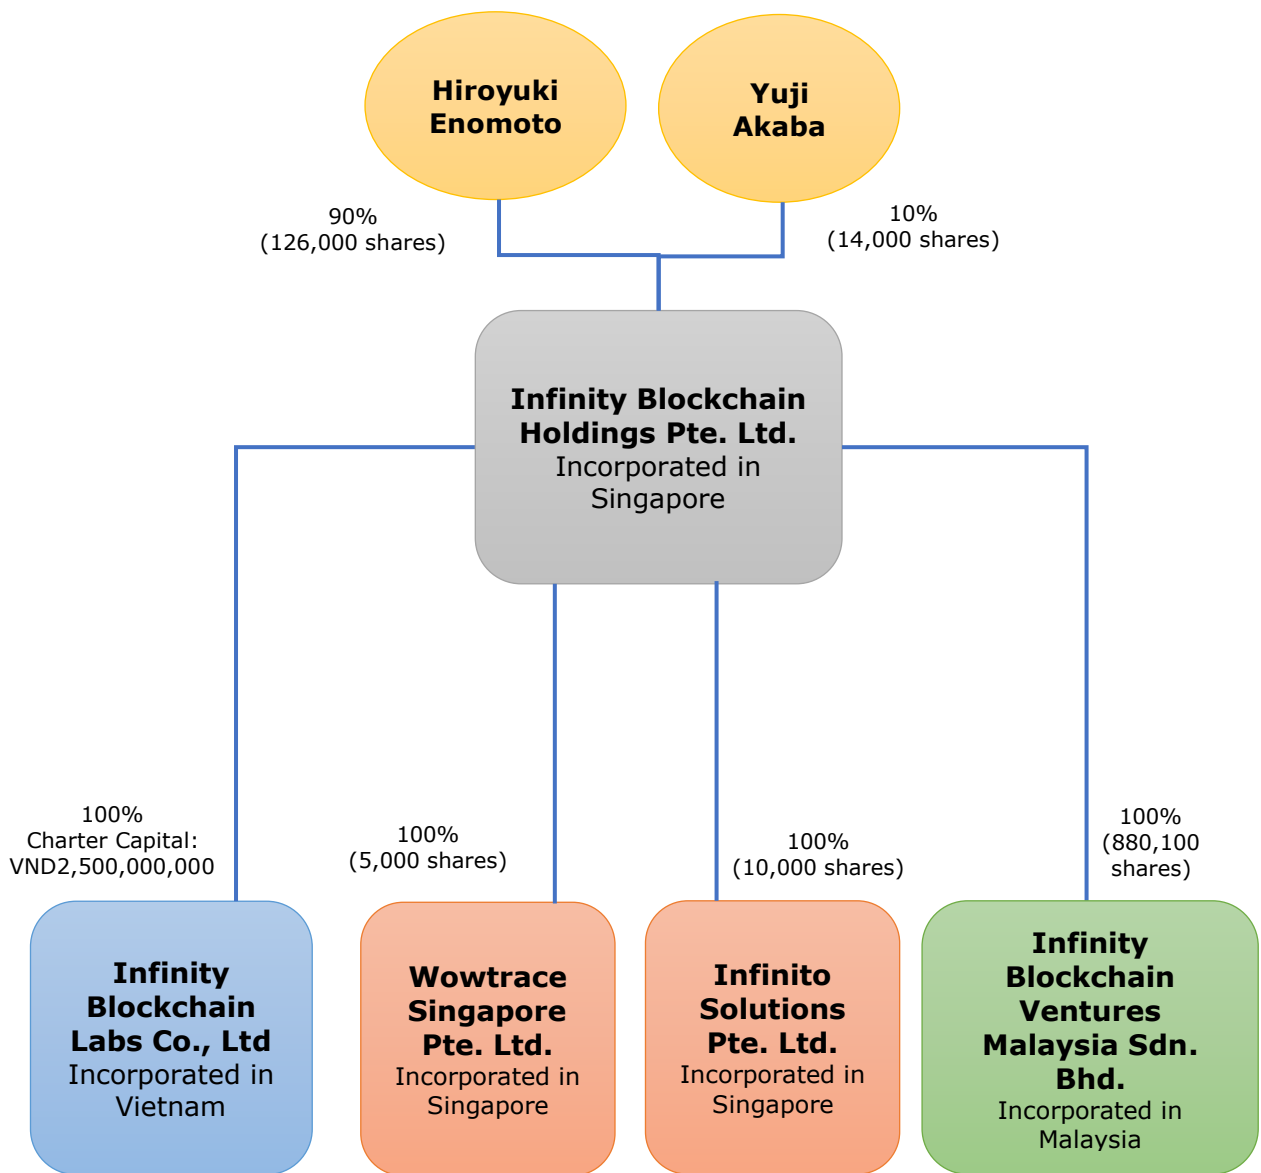 Hiroyuki
Enomoto
Yuji
Akaba
90%
(126,000 shares)
10%
(14,000 shares)
Infinity Blockchain
Holdings Pte. Ltd.
Incorporated in
Singapore
100%
Charter Capital:
VND2,500,000,000
100%
(5,000 shares)
100%
(10,000 shares)
100%
(880,100
shares)
Infinity
Blockchain
Labs Co., Ltd
Incorporated in
Vietnam
Wowtrace
Singapore
Pte. Ltd.
Incorporated in
Singapore
Infinito
Solutions
Pte. Ltd.
Incorporated in
Singapore
Infinity
Blockchain
Ventures
Malaysia Sdn.
Bhd.
Incorporated in
Malaysia